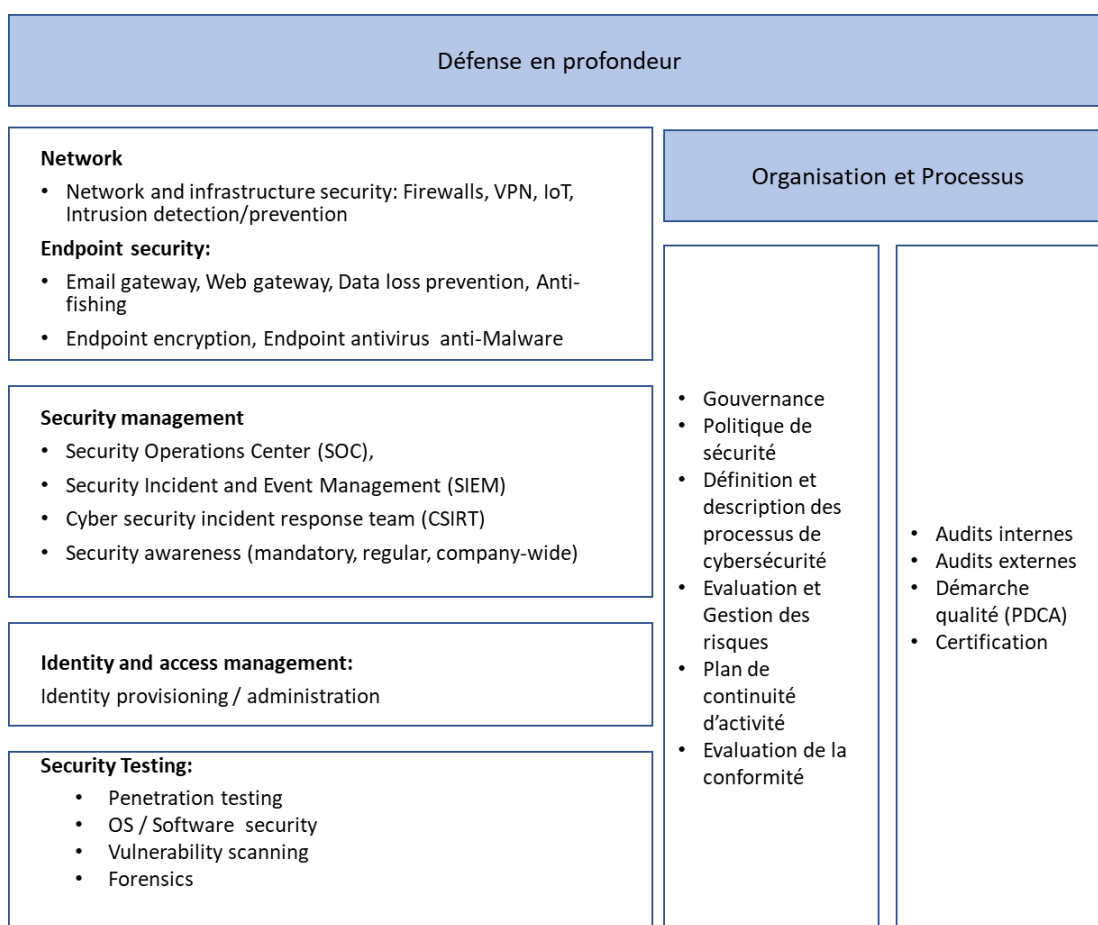 Défense en profondeur
Network
• Network and infrastructure security: Firewalls, VPN, IoT,
Intrusion detection/prevention
Endpoint security:
• Email gateway, Web gateway, Data loss prevention, Anti-
fishing
• Endpoint encryption, Endpoint antivirus anti-Malware
Security management
• Security Operations Center (SOC),
• Security Incident and Event Management (SIEM)
• Cyber security incident response team (CSIRT)
• Security awareness (mandatory, regular, company-wide)
Identity and access management:
Identity provisioning / administration
Security Testing:
• Penetration testing
• OS / Software security
• Vulnerability scanning
• Forensics
Organisation et Processus
• Gouvernance
• Politique de
sécurité
• Définition et
description des
processus de
cybersécurité
• Evaluation et
Gestion des
risques
• Plan de
continuité
d’activité
• Evaluation de la
conformité
• Audits internes
• Audits externes
• Démarche
qualité (PDCA)
• Certification